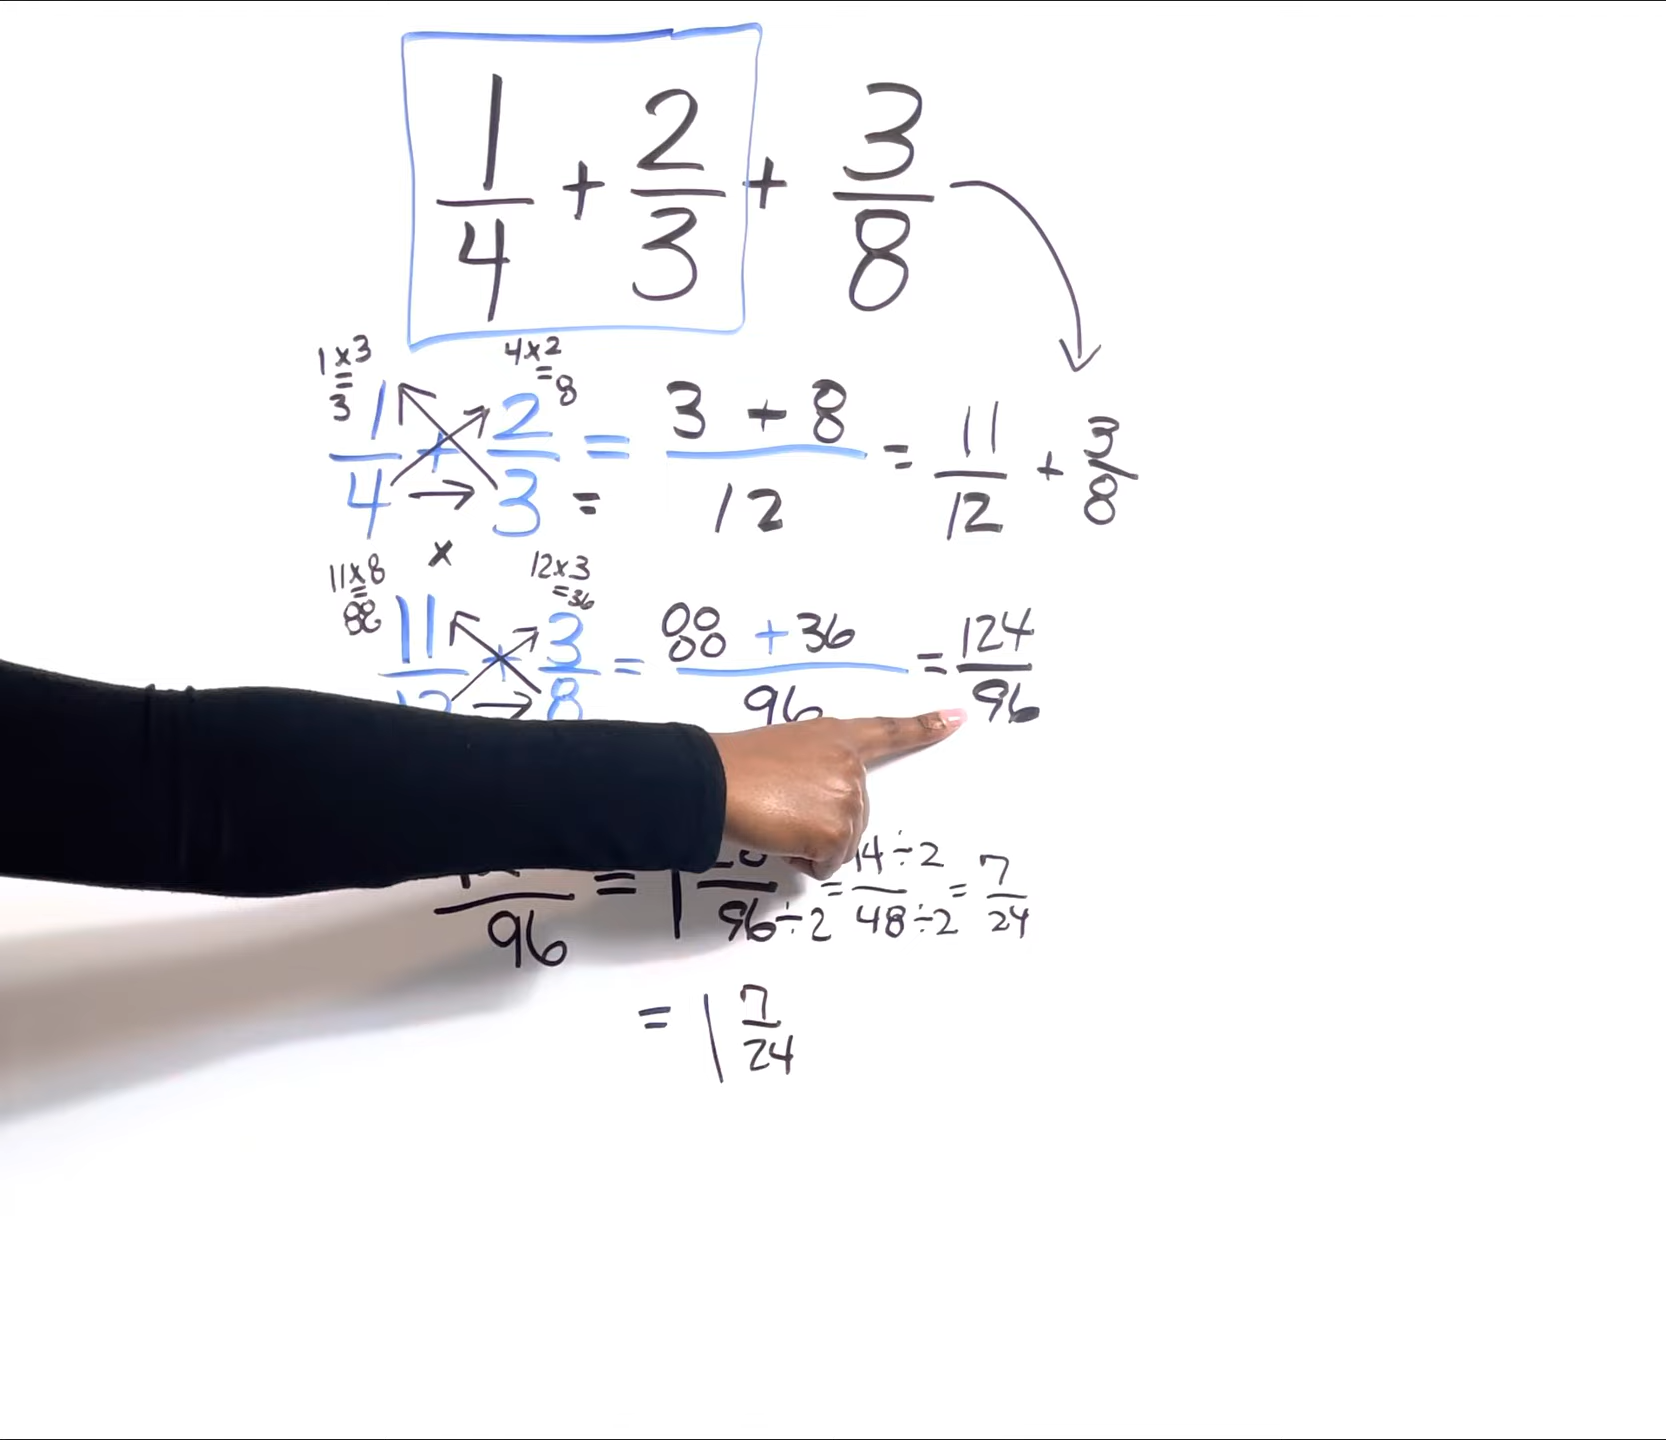 1/4 + 2/3 + 3/8
1x3 = 3 4x2 = 8
1/4 + 2/3 = 3 + 8 / 12 = 11/12 + 3/8
x =
11x8 = 88 12x3 = 36
11/12 + 3/8 = 88 + 36 / 96 = 124/96
/96 = 1 /96÷2 = 14÷2/48÷2 = 7/24
= 1 7/24